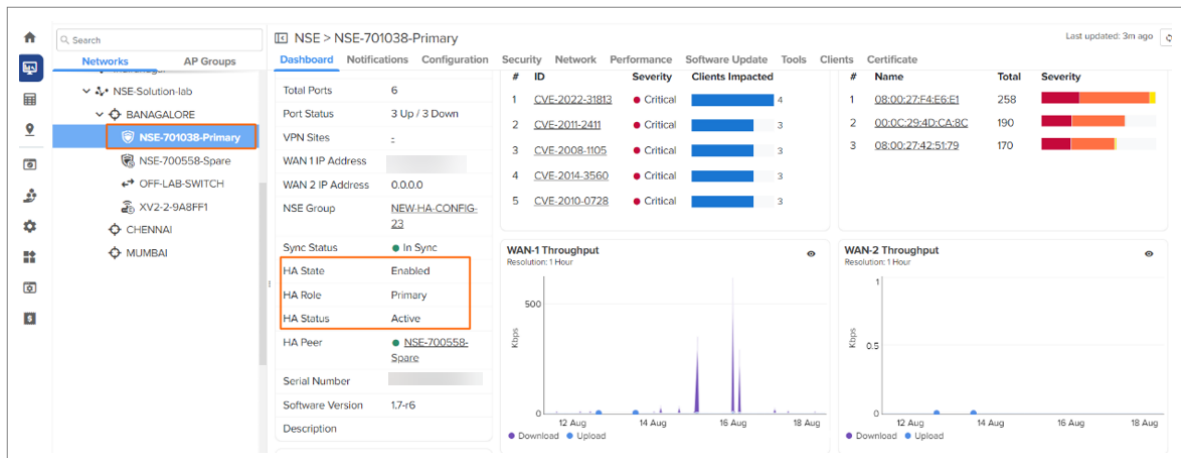 Search
Networks AP Groups
NSE-Solution-lab
BANAGALORE
NSE-701038-Primary
NSE-700558-Spare
OFF-LAB-SWITCH
XV2-2-9A8FF1
CHENNAI
MUMBAI
NSE > NSE-701038-Primary
Last updated: 3m ago
Dashboard Notifications Configuration Security Network Performance Software Update Tools Clients Certificate
Total Ports 6
Port Status 3 Up / 3 Down
VPN Sites -
WAN 1 IP Address
WAN 2 IP Address 0.0.0.0
NSE Group NEW-HA-CONFIG-
23
Sync Status In Sync
HA State Enabled
HA Role Primary
HA Status Active
HA Peer NSE-700558-
Spare
Serial Number
Software Version 1.7-r6
Description
# ID Severity Clients Impacted
1 CVE-2022-31813 Critical 4
2 CVE-2011-2411 Critical 3
3 CVE-2008-1105 Critical 3
4 CVE-2014-3560 Critical 3
5 CVE-2010-0728 Critical 3
# Name Total Severity
1 08:00:27:F4:E6:E1 258
2 00:0C:29:4D:CA:8C 190
3 08:00:27:42:51:79 170
WAN-1 Throughput
Resolution: 1 Hour
500
Kbps
0
12 Aug 14 Aug 16 Aug 18 Aug
Download Upload
WAN-2 Throughput
Resolution: 1 Hour
1
Kbps
0.5
0
12 Aug 14 Aug 16 Aug 18 Aug
Download Upload